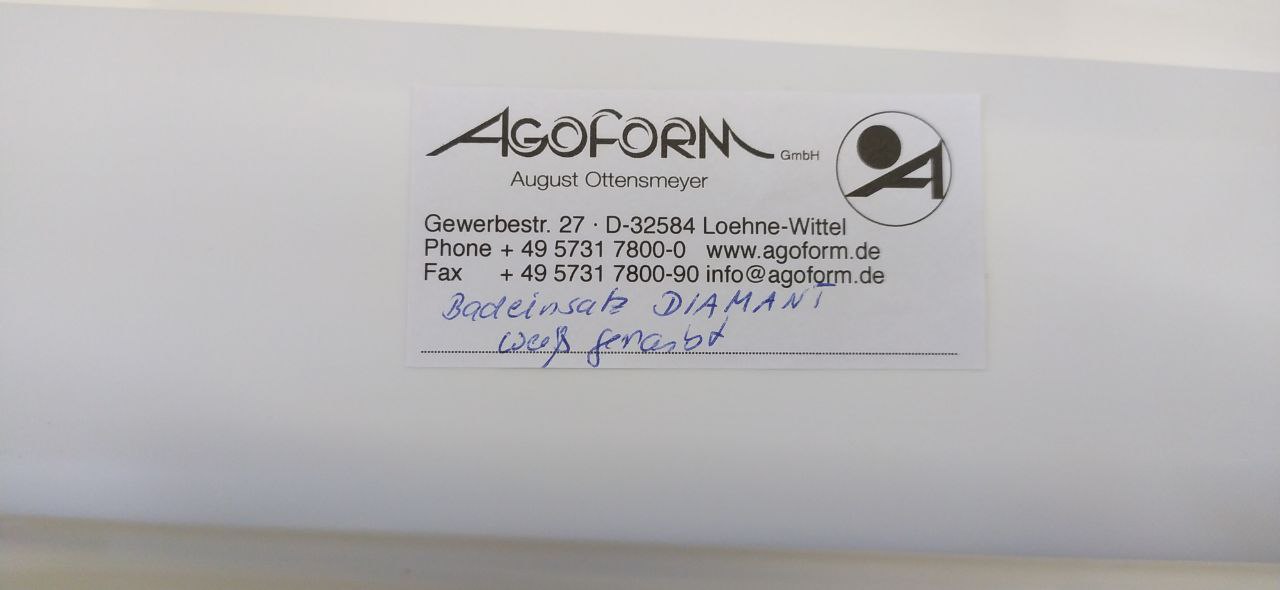 AGOFORM GmbH
August Ottensmeyer
Gewerbestr. 27 · D-32584 Loehne-Wittel
Phone + 49 5731 7800-0 www.agoform.de
Fax + 49 5731 7800-90 info@agoform.de
Badeinsatz DIAMANT
weiß genarbt